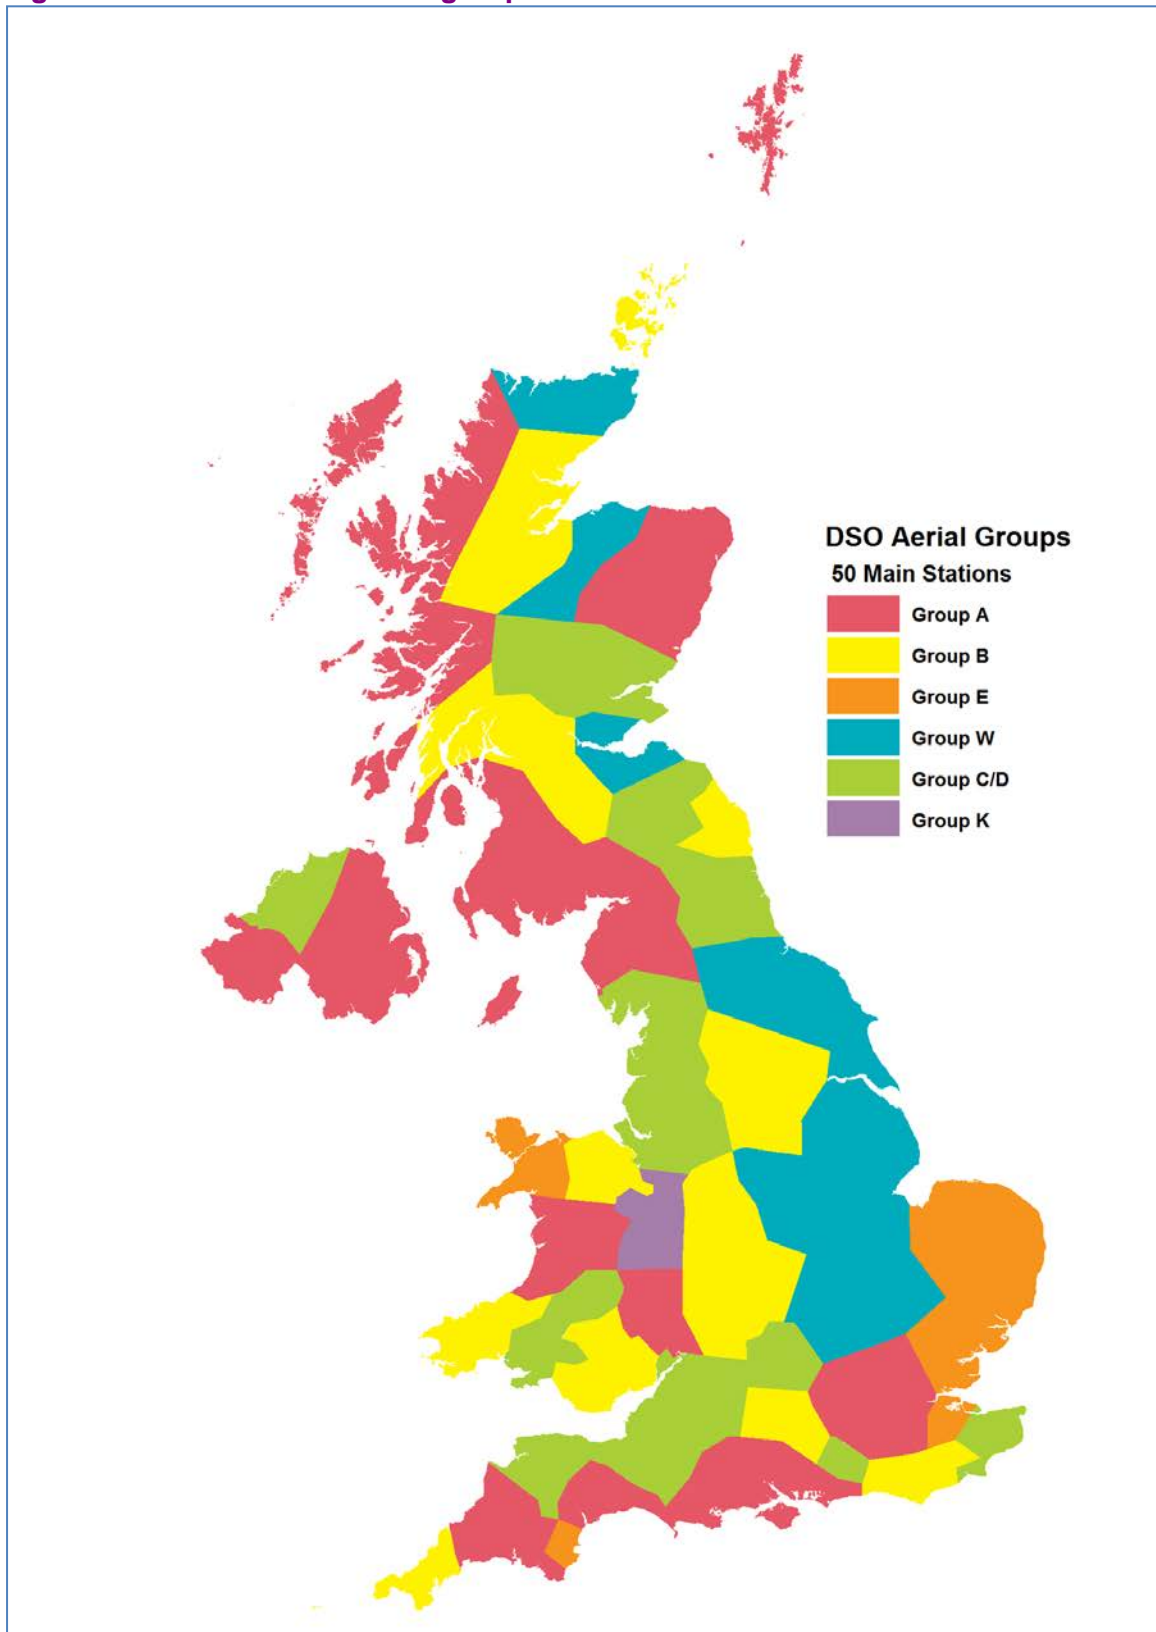 DSO Aerial Groups
50 Main Stations
Group A
Group B
Group E
Group W
Group C/D
Group K